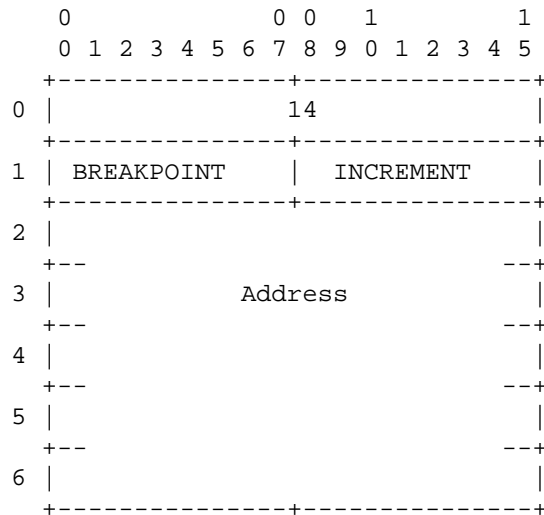 0             0 0   1         1
0 1 2 3 4 5 6 7 8 9 0 1 2 3 4 5
+---------------+---------------+
0 |               14              |
+---------------+---------------+
1 | BREAKPOINT    |  INCREMENT    |
+---------------+---------------+
2 |                               |
+--                           --+
3 |            Address            |
+--                           --+
4 |                               |
+--                           --+
5 |                               |
+--                           --+
6 |                               |
+---------------+---------------+